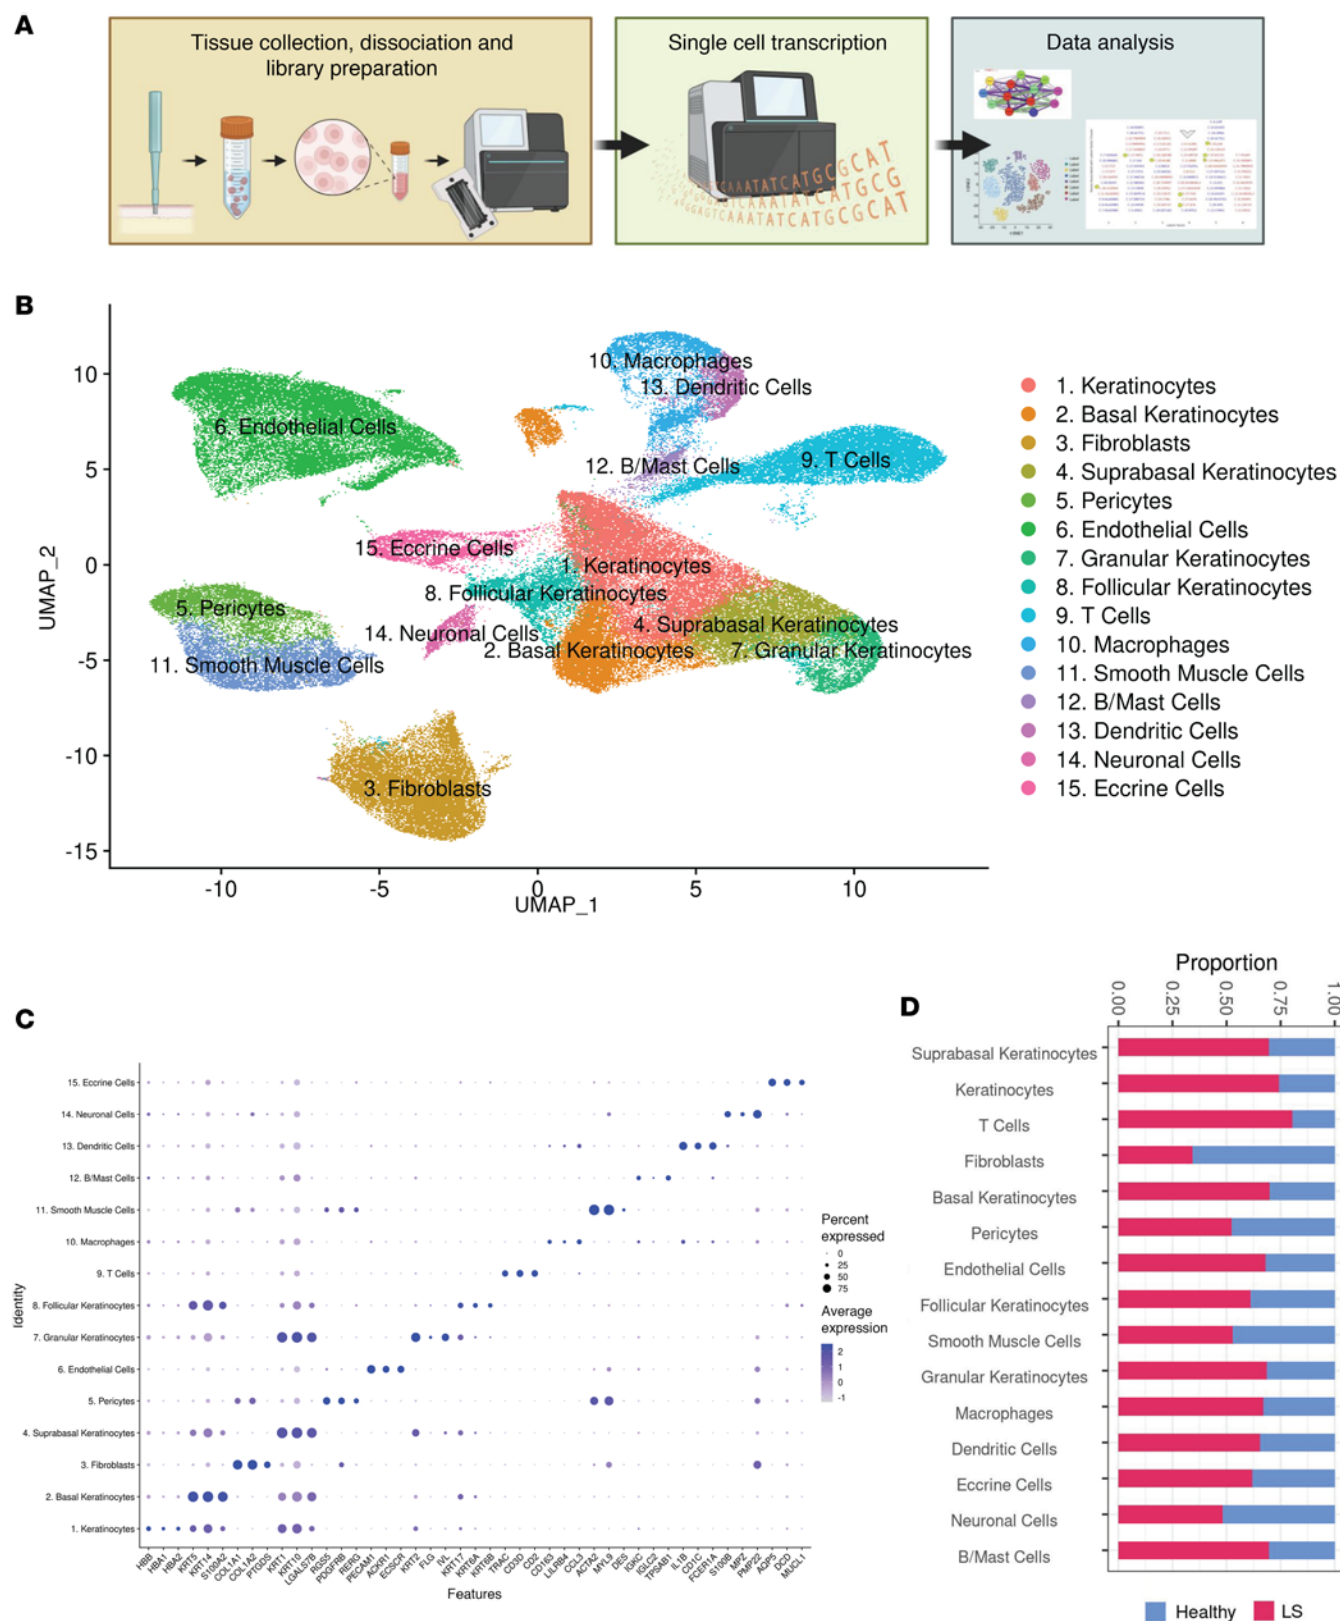 A
Tissue collection, dissociation and
library preparation
Single cell transcription
Data analysis
B
10
5
0
-5
-10
-15
UMAP_2
-10
-5
0
5
10
UMAP_1
10. Macrophages
13. Dendritic Cells
6. Endothelial Cells
12. B/Mast Cells
9. T Cells
15. Eccrine Cells
1. Keratinocytes
8. Follicular Keratinocytes
5. Pericytes
14. Neuronal Cells
4. Suprabasal Keratinocytes
2. Basal Keratinocytes
7. Granular Keratinocytes
11. Smooth Muscle Cells
3. Fibroblasts
1. Keratinocytes
2. Basal Keratinocytes
3. Fibroblasts
4. Suprabasal Keratinocytes
5. Pericytes
6. Endothelial Cells
7. Granular Keratinocytes
8. Follicular Keratinocytes
9. T Cells
10. Macrophages
11. Smooth Muscle Cells
12. B/Mast Cells
13. Dendritic Cells
14. Neuronal Cells
15. Eccrine Cells
C
Identity
15. Eccrine Cells
14. Neuronal Cells
13. Dendritic Cells
12. B/Mast Cells
11. Smooth Muscle Cells
10. Macrophages
9. T Cells
8. Follicular Keratinocytes
7. Granular Keratinocytes
6. Endothelial Cells
5. Pericytes
4. Suprabasal Keratinocytes
3. Fibroblasts
2. Basal Keratinocytes
1. Keratinocytes
HBB
HBA1
HBA2
KRT5
KRT14
S100A2
COL1A1
COL1A2
PTGDS
KRT1
KRT10
LGALS7B
RGS5
PDGFRB
RERG
PECAM1
ACKR1
ECSCR
KRT2
FLG
IVL
KRT17
KRT6A
KRT6B
TRAC
CD3D
CD2
CD163
LILRB4
CCL3
ACTA2
MYL9
DES
IGKC
IGLC2
TPSAB1
IL1B
CD1C
FCER1A
S100B
MPZ
PMP22
AQP5
DCD
MUCL1
Features
Percent
expressed
0
25
50
75
Average
expression
2
1
0
-1
D
Proportion
0.00
0.25
0.50
0.75
1.00
Suprabasal Keratinocytes
Keratinocytes
T Cells
Fibroblasts
Basal Keratinocytes
Pericytes
Endothelial Cells
Follicular Keratinocytes
Smooth Muscle Cells
Granular Keratinocytes
Macrophages
Dendritic Cells
Eccrine Cells
Neuronal Cells
B/Mast Cells
Healthy
LS